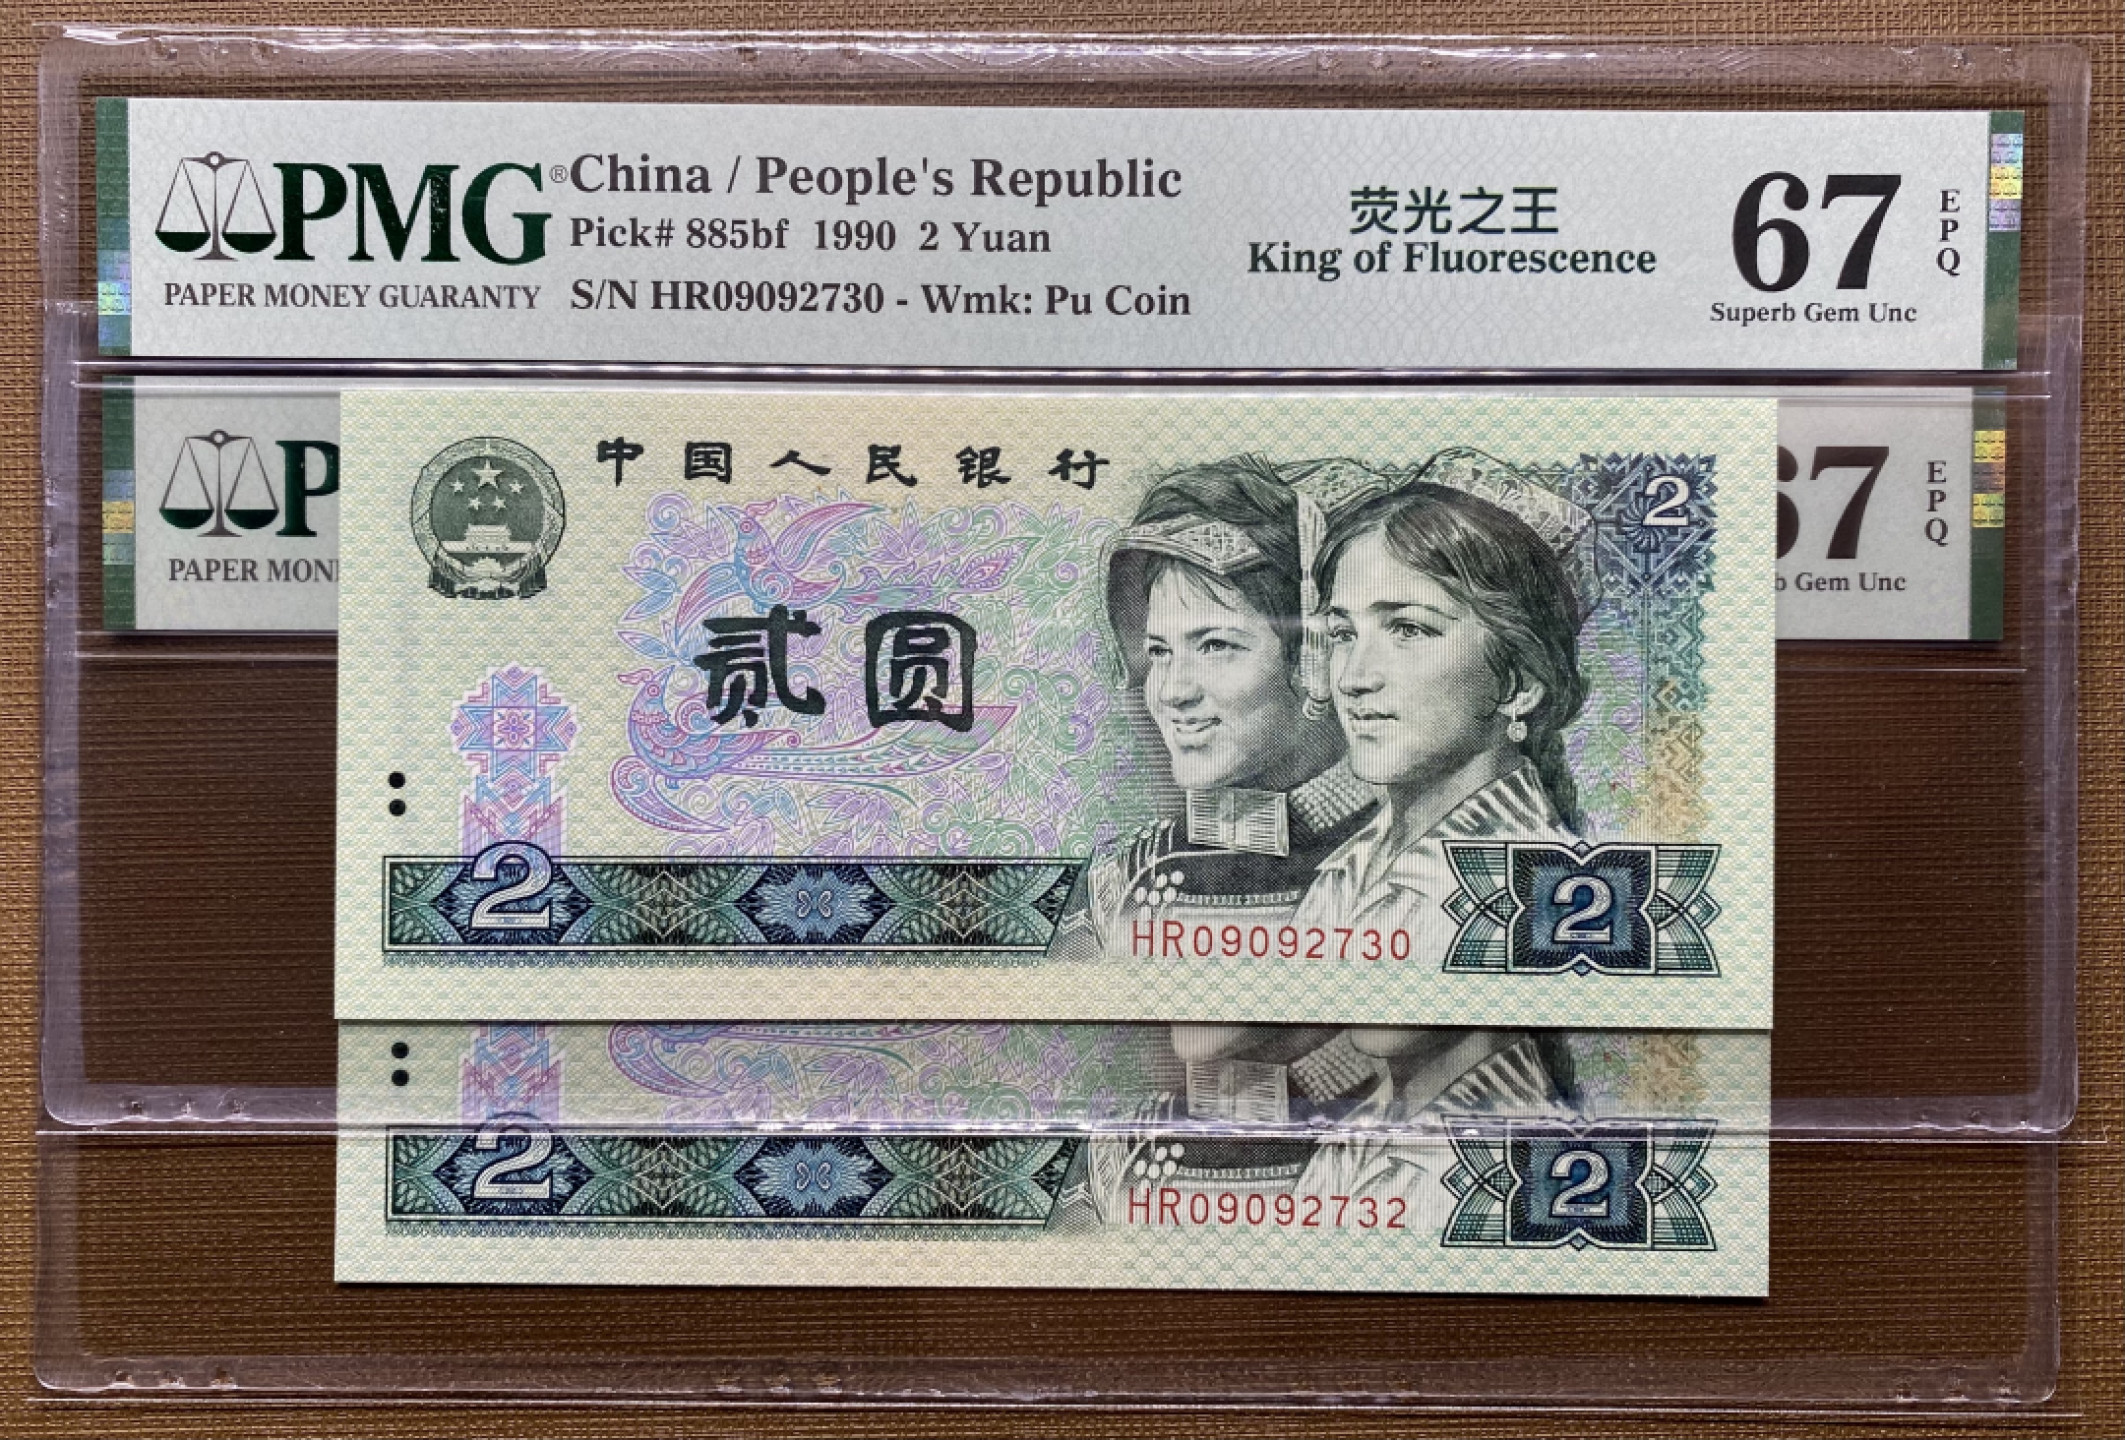 PMG®
PAPER MONEY GUARANTY
China / People's Republic
Pick# 885bf 1990 2 Yuan
S/N HR09092730 - Wmk: Pu Coin
荧光之王
King of Fluorescence
67
EPQ
Superb Gem Unc
P
PAPER MON
67
EPQ
b Gem Unc
中国人民银行
2
贰圆
2
HR09092730
2
2
HR09092732
2